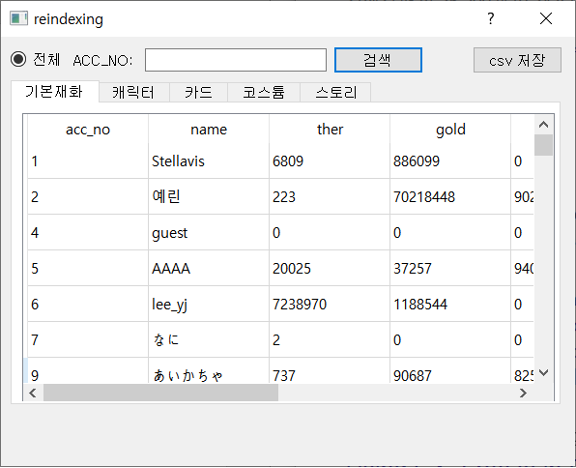 reindexing ?
전체 ACC_NO: 검색 csv 저장
기본재화 캐릭터 카드 코스튬 스토리
acc_no name ther gold
1 Stellavis 6809 886099 0
2 예린 223 70218448 902
4 guest 0 0 0
5 AAAA 20025 37257 940
6 lee_yj 7238970 1188544 0
7 なに 2 0 0
9 あいかちゃ 737 90687 825